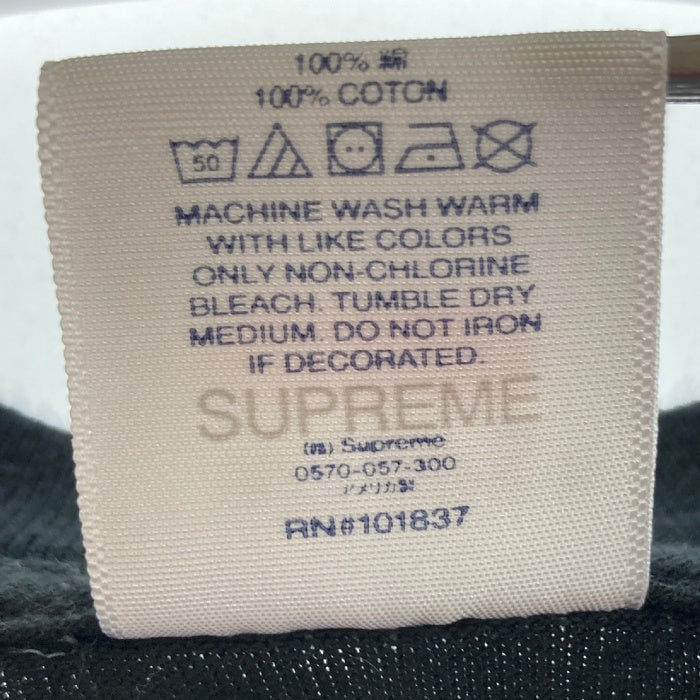 100% 綿
100% COTON
50
MACHINE WASH WARM
WITH LIKE COLORS
ONLY NON-CHLORINE
BLEACH. TUMBLE DRY
MEDIUM. DO NOT IRON
IF DECORATED.
SUPREME
(株) Supreme
0570-057-300
アメリカ製
RN#101837